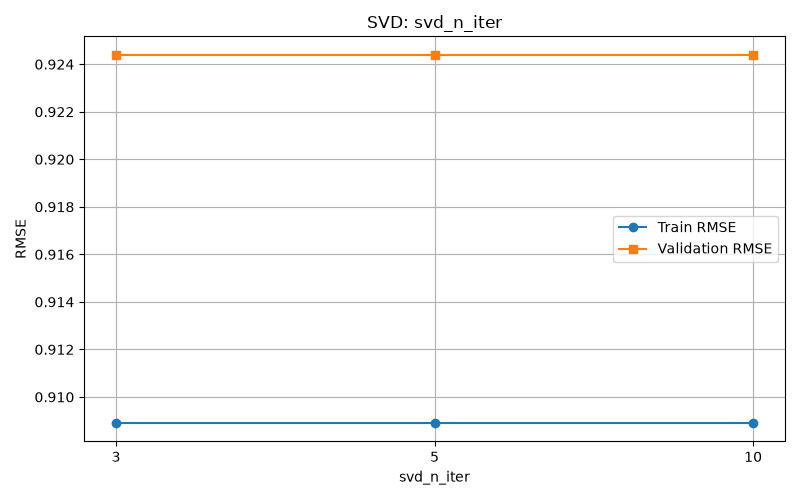 SVD: svd_n_iter
0.924
0.922
0.920
0.918
0.916
0.914
0.912
0.910
RMSE
Train RMSE
Validation RMSE
3
5
10
svd_n_iter